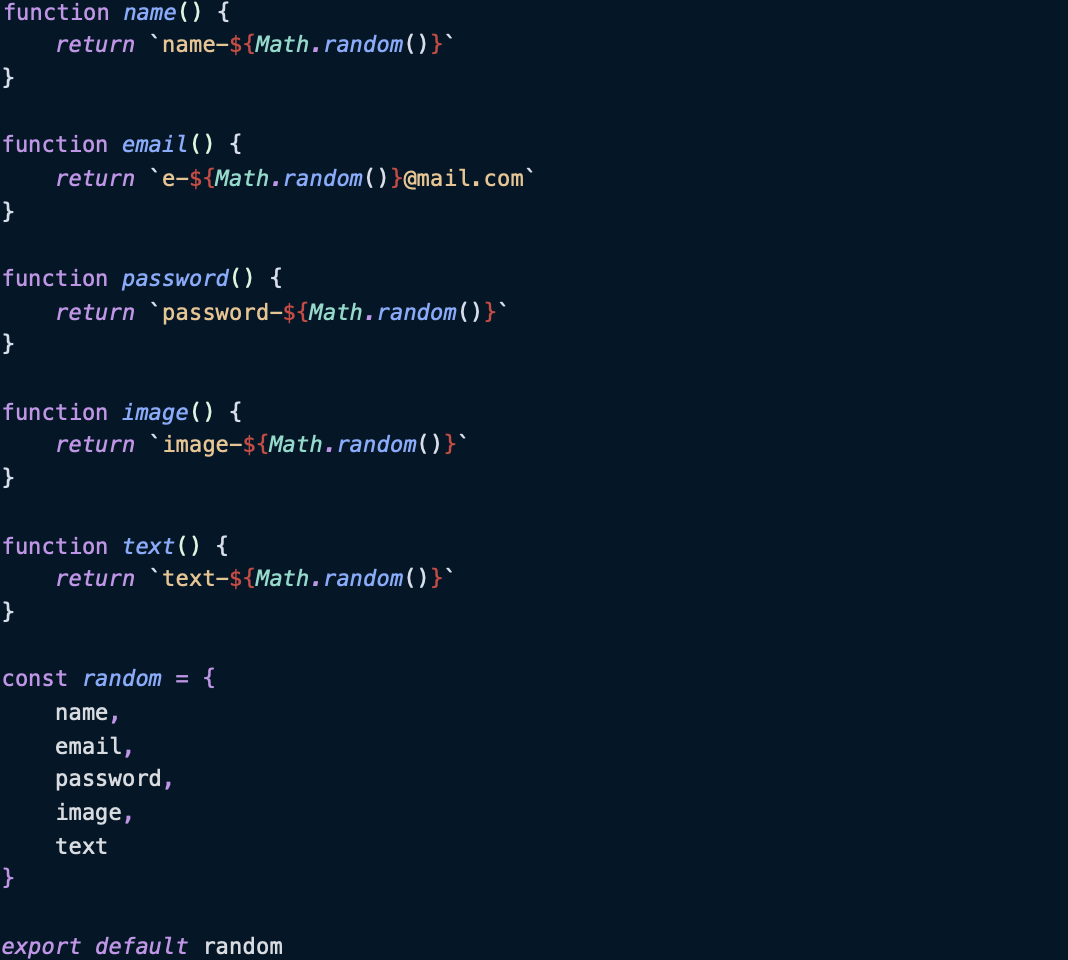 function name() {
    return `name-${Math.random()}`
}

function email() {
    return `e-${Math.random()}@mail.com`
}

function password() {
    return `password-${Math.random()}`
}

function image() {
    return `image-${Math.random()}`
}

function text() {
    return `text-${Math.random()}`
}

const random = {
    name,
    email,
    password,
    image,
    text
}

export default random